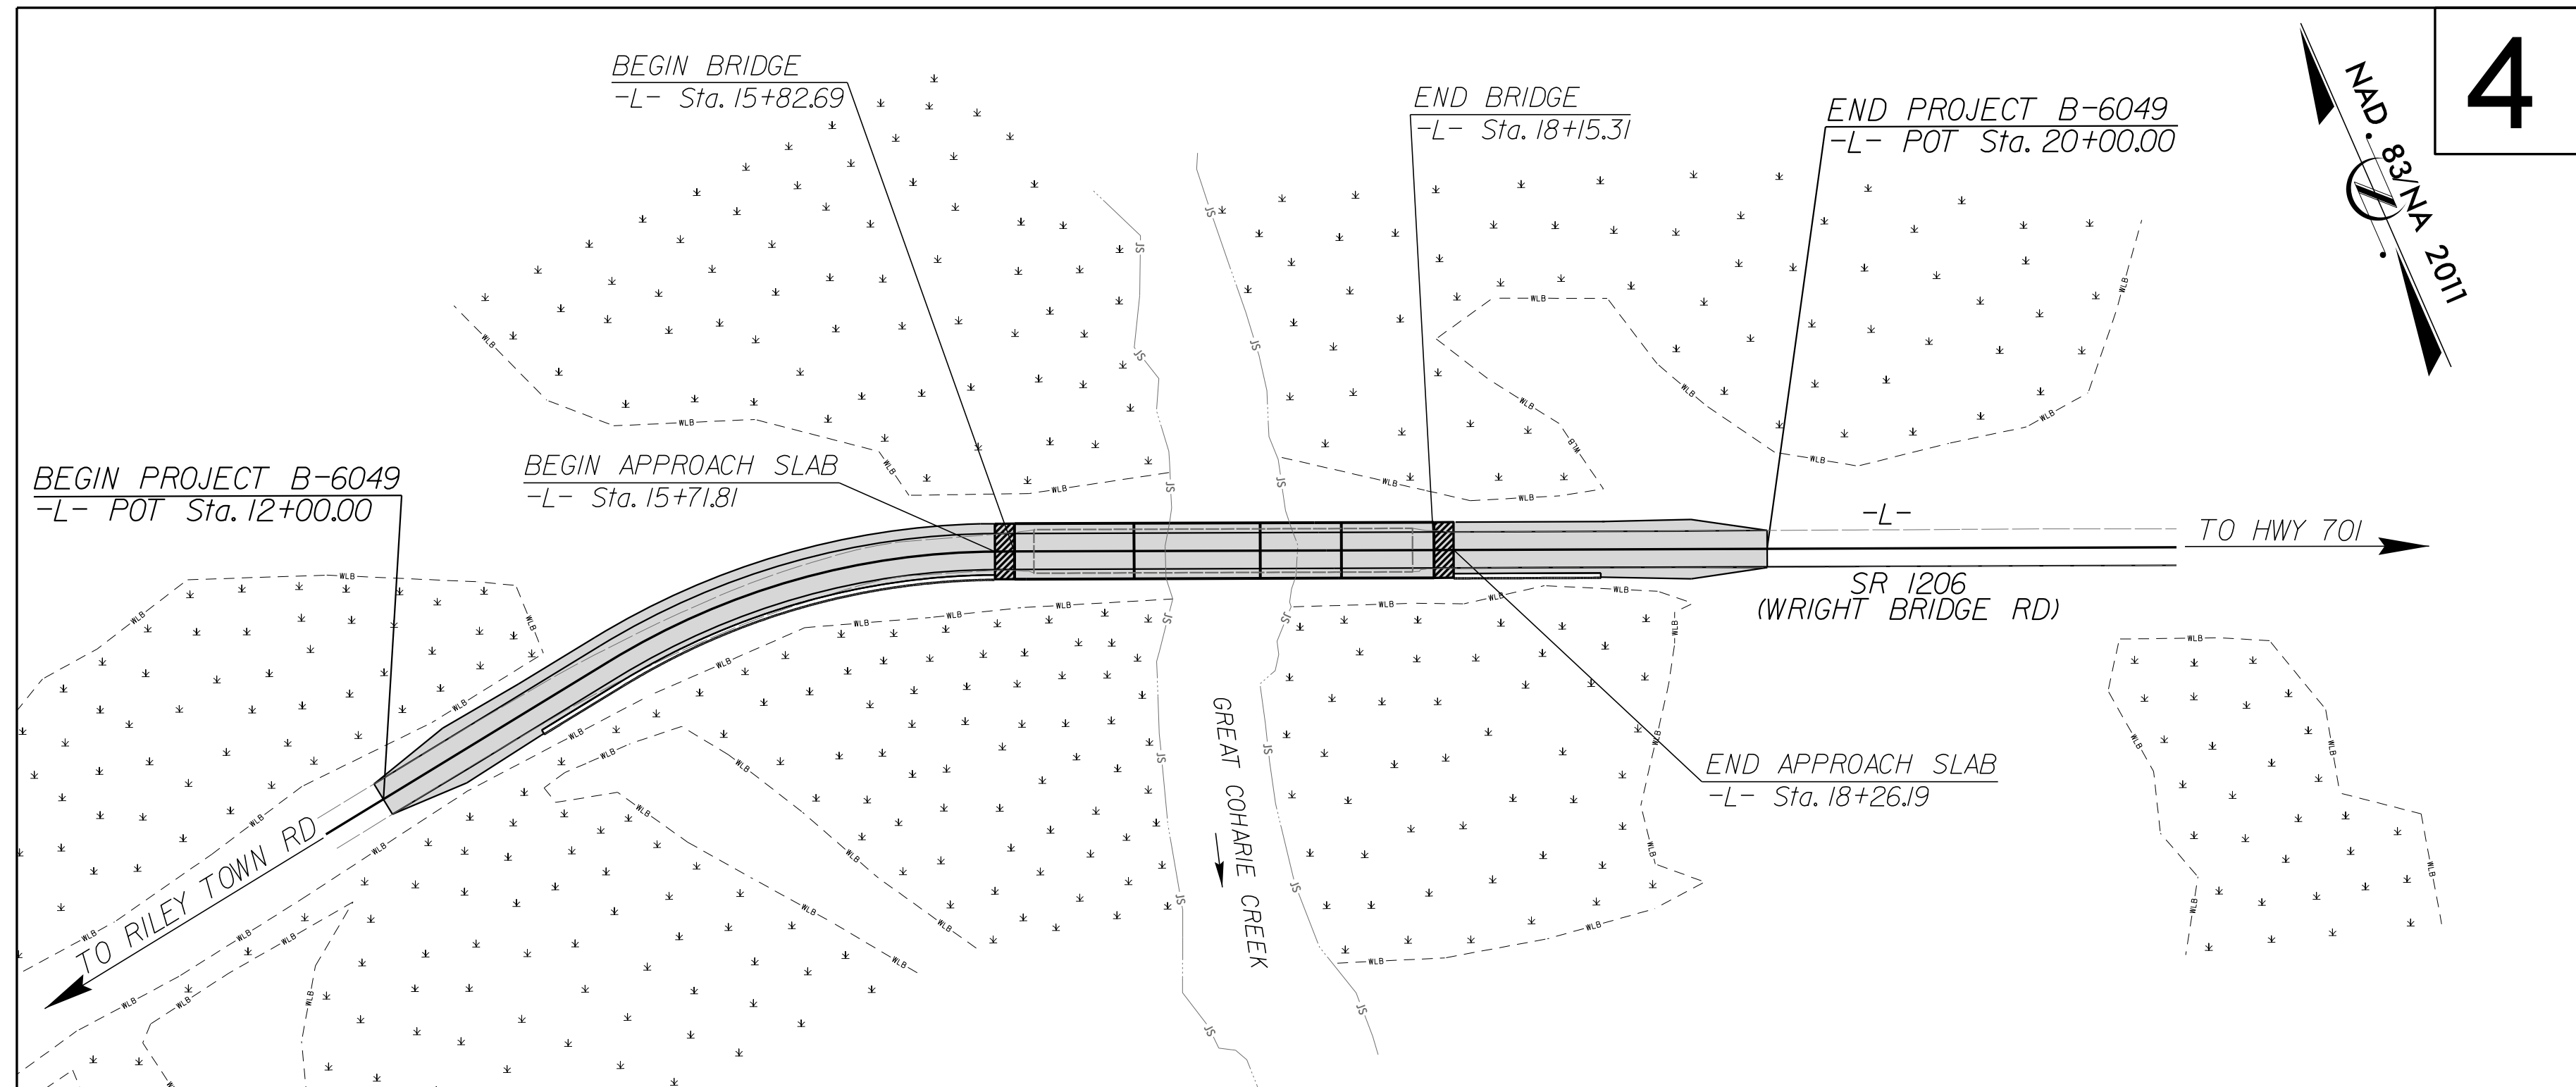 4
BEGIN BRIDGE
-L- Sta. 15+82.69
END BRIDGE
-L- Sta. 18+15.31
END PROJECT B-6049
-L- POT Sta. 20+00.00
NAD 83/NA 2011
BEGIN PROJECT B-6049
-L- POT Sta. 12+00.00
BEGIN APPROACH SLAB
-L- Sta. 15+71.81
-L-
TO HWY 701
SR 1206
(WRIGHT BRIDGE RD)
GREAT COHARIE CREEK
END APPROACH SLAB
-L- Sta. 18+26.19
TO RILEY TOWN RD
WLB
JS